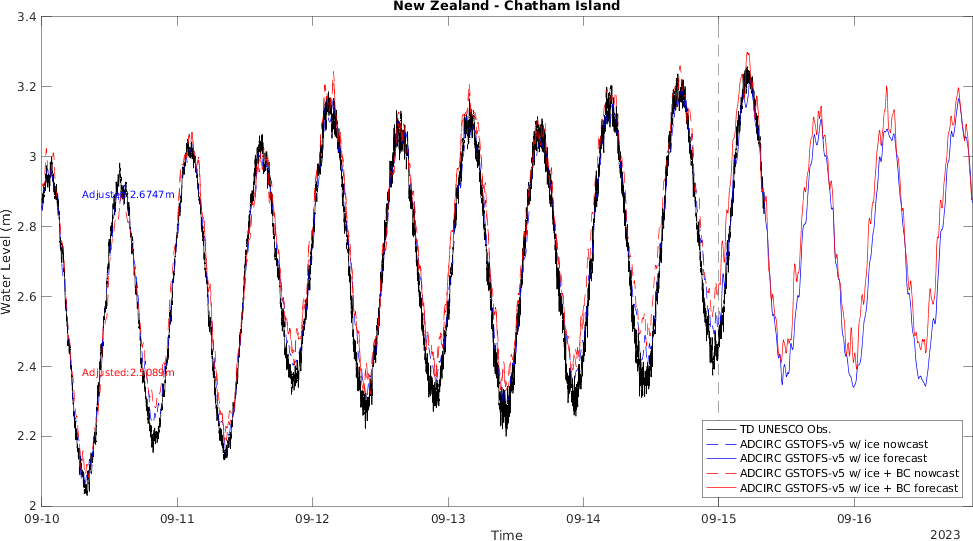 New Zealand - Chatham Island
3.4
3.2
3
2.8
2.6
2.4
2.2
2
Water Level (m)
Adjusted:2.6747m
TD UNESCO Obs.
ADCIRC GSTOFS-v5 w/ ice nowcast
ADCIRC GSTOFS-v5 w/ ice forecast
ADCIRC GSTOFS-v5 w/ ice + BC nowcast
ADCIRC GSTOFS-v5 w/ ice + BC forecast
09-10
09-11
09-12
09-13
09-14
09-15
09-16
Time
2023